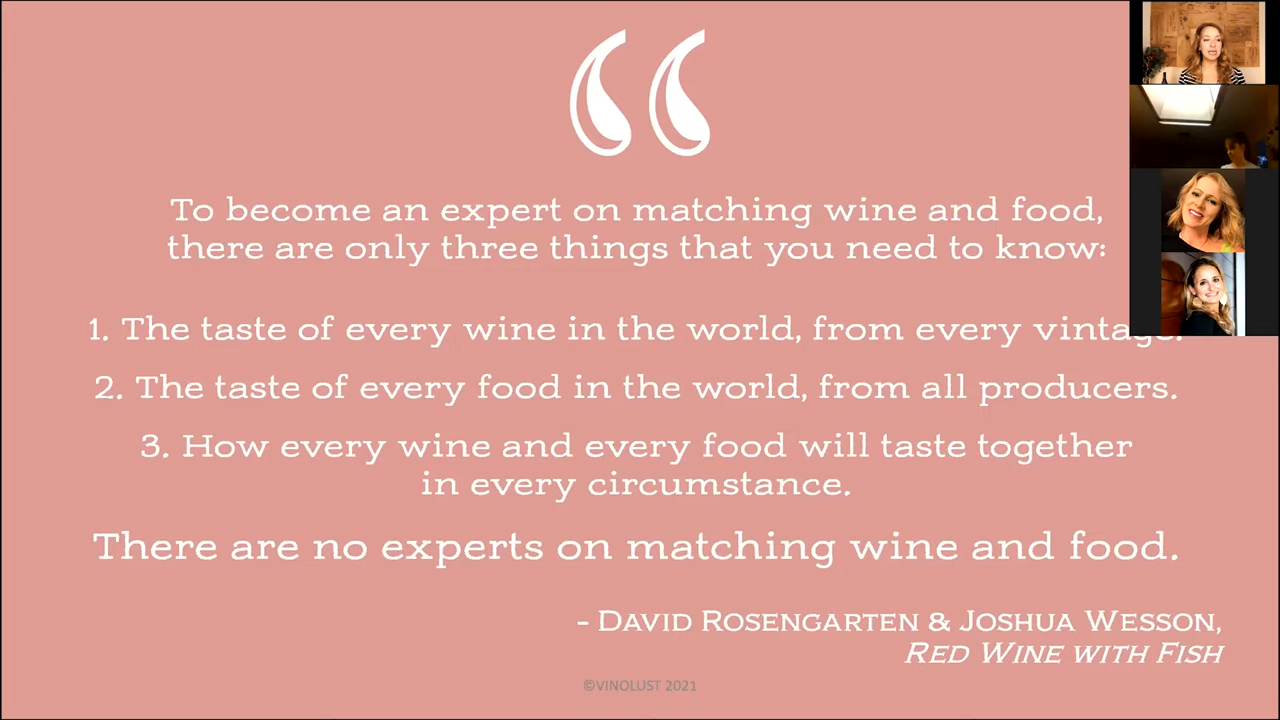 “
To become an expert on matching wine and food,
there are only three things that you need to know:
1. The taste of every wine in the world, from every vintage.
2. The taste of every food in the world, from all producers.
3. How every wine and every food will taste together
in every circumstance.
There are no experts on matching wine and food.
- DAVID ROSENGARTEN & JOSHUA WESSON,
RED WINE WITH FISH
©VINOLUST 2021